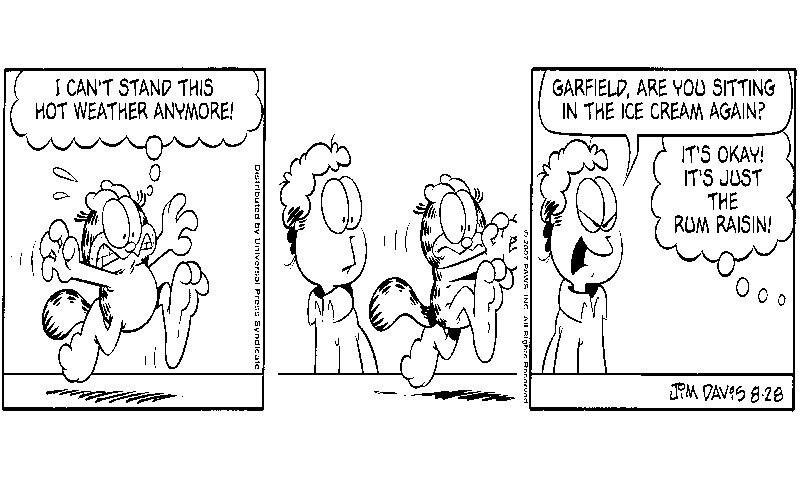 I CAN'T STAND THIS
HOT WEATHER ANYMORE!
Distributed by Universal Press Syndicate
© 2007 PAWS, INC. All Rights Reserved
GARFIELD, ARE YOU SITTING
IN THE ICE CREAM AGAIN?
IT'S OKAY!
IT'S JUST
THE
RUM RAISIN!
JIM DAVIS 8-28